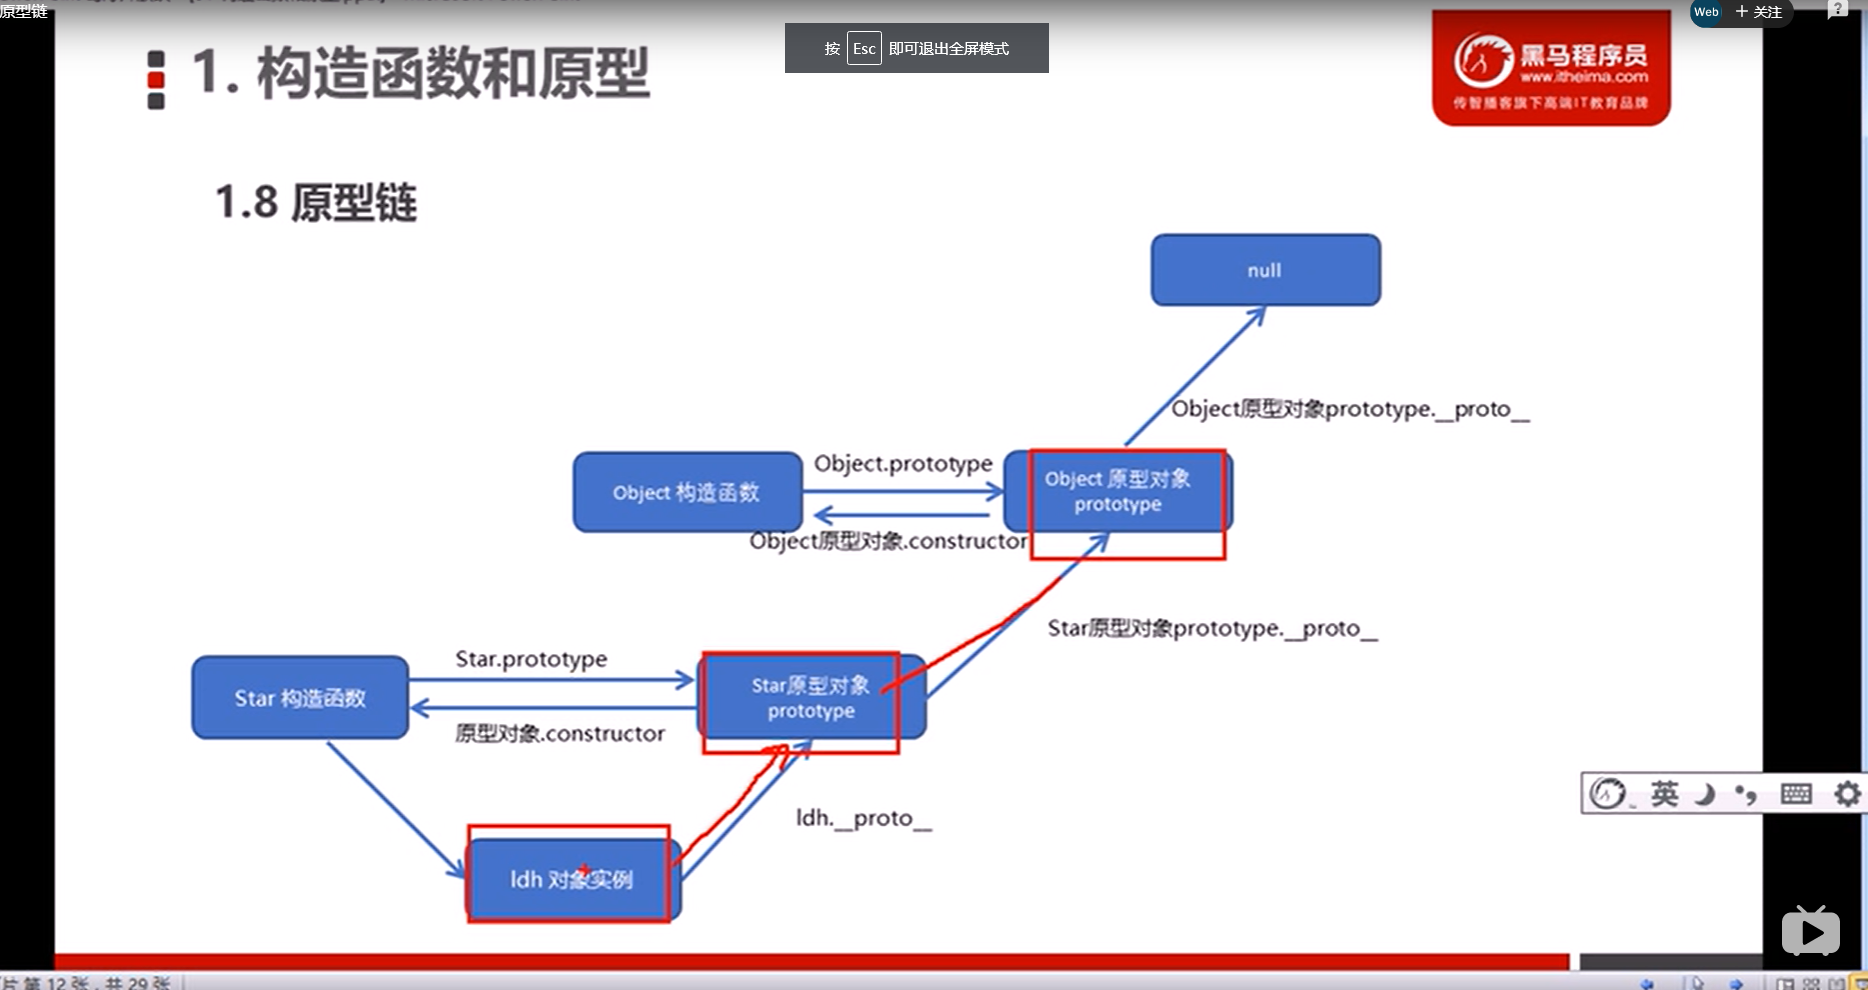 原型链
Web
+ 关注
按 Esc 即可退出全屏模式
1. 构造函数和原型
黑马程序员
www.itheima.com
传智播客旗下高端IT教育品牌
1.8 原型链
null
Object原型对象prototype.__proto__
Object 构造函数
Object.prototype
Object 原型对象
prototype
Object原型对象.constructor
Star原型对象prototype.__proto__
Star 构造函数
Star.prototype
Star原型对象
prototype
原型对象.constructor
ldh.__proto__
ldh 对象实例
英
片 第 12 张，共 29 张